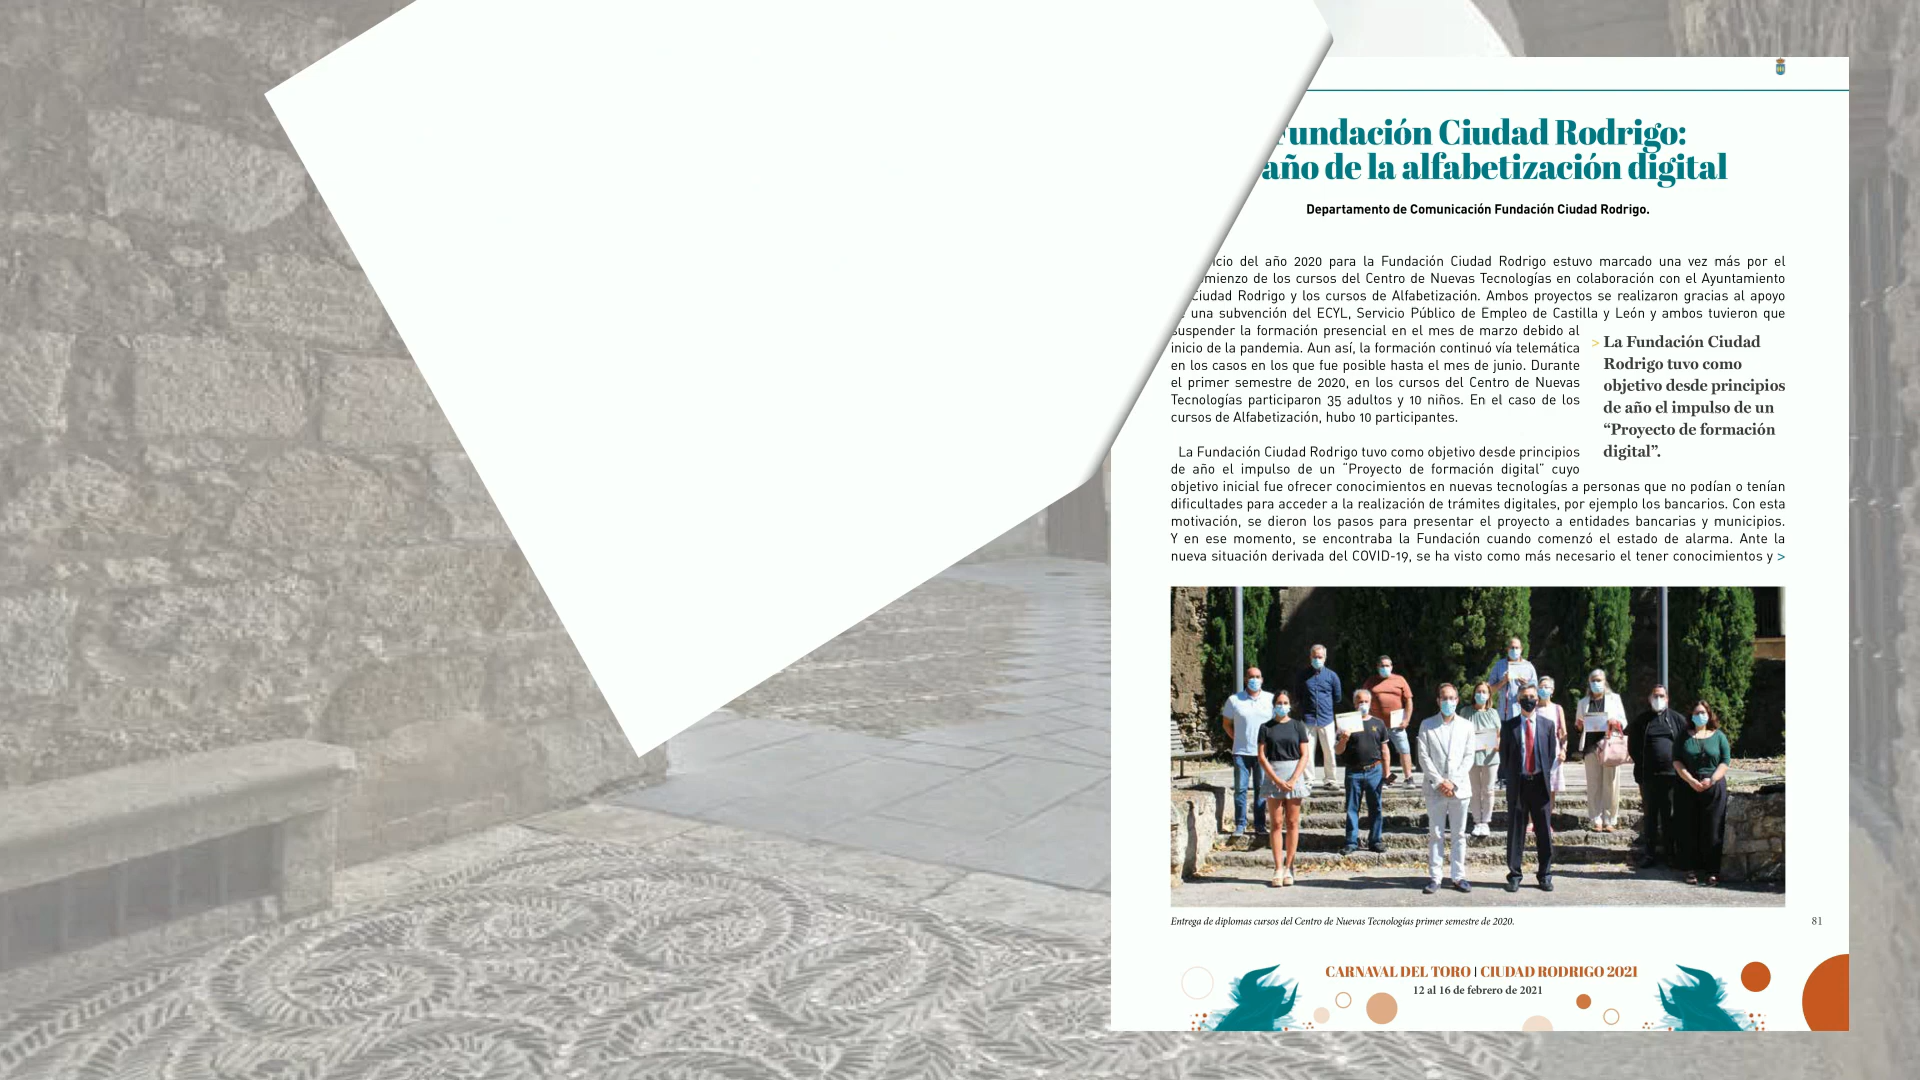 undación Ciudad Rodrigo:
año de la alfabetización digital
Departamento de Comunicación Fundación Ciudad Rodrigo.
del año 2020 para la Fundación Ciudad Rodrigo estuvo marcado una vez más por el
de los cursos del Centro de Nuevas Tecnologías en colaboración con el Ayuntamiento
Ciudad Rodrigo y los cursos de Alfabetización. Ambos proyectos se realizaron gracias al apoyo
una subvención del ECYL, Servicio Público de Empleo de Castilla y León y ambos tuvieron que
suspender la formación presencial en el mes de marzo debido al
inicio de la pandemia. Aun así, la formación continuó vía telemática
en los casos en los que fue posible hasta el mes de junio. Durante
el primer semestre de 2020, en los cursos del Centro de Nuevas
Tecnologías participaron 35 adultos y 10 niños. En el caso de los
cursos de Alfabetización, hubo 10 participantes.
> La Fundación Ciudad
Rodrigo tuvo como
objetivo desde principios
de año el impulso de un
“Proyecto de formación
digital”.
La Fundación Ciudad Rodrigo tuvo como objetivo desde principios
de año el impulso de un “Proyecto de formación digital” cuyo
objetivo inicial fue ofrecer conocimientos en nuevas tecnologías a personas que no podían o tenían
dificultades para acceder a la realización de trámites digitales, por ejemplo los bancarios. Con esta
motivación, se dieron los pasos para presentar el proyecto a entidades bancarias y municipios.
Y en ese momento, se encontraba la Fundación cuando comenzó el estado de alarma. Ante la
nueva situación derivada del COVID-19, se ha visto como más necesario el tener conocimientos y >
Entrega de diplomas cursos del Centro de Nuevas Tecnologías primer semestre de 2020.
81
CARNAVAL DEL TORO | CIUDAD RODRIGO 2021
12 al 16 de febrero de 2021